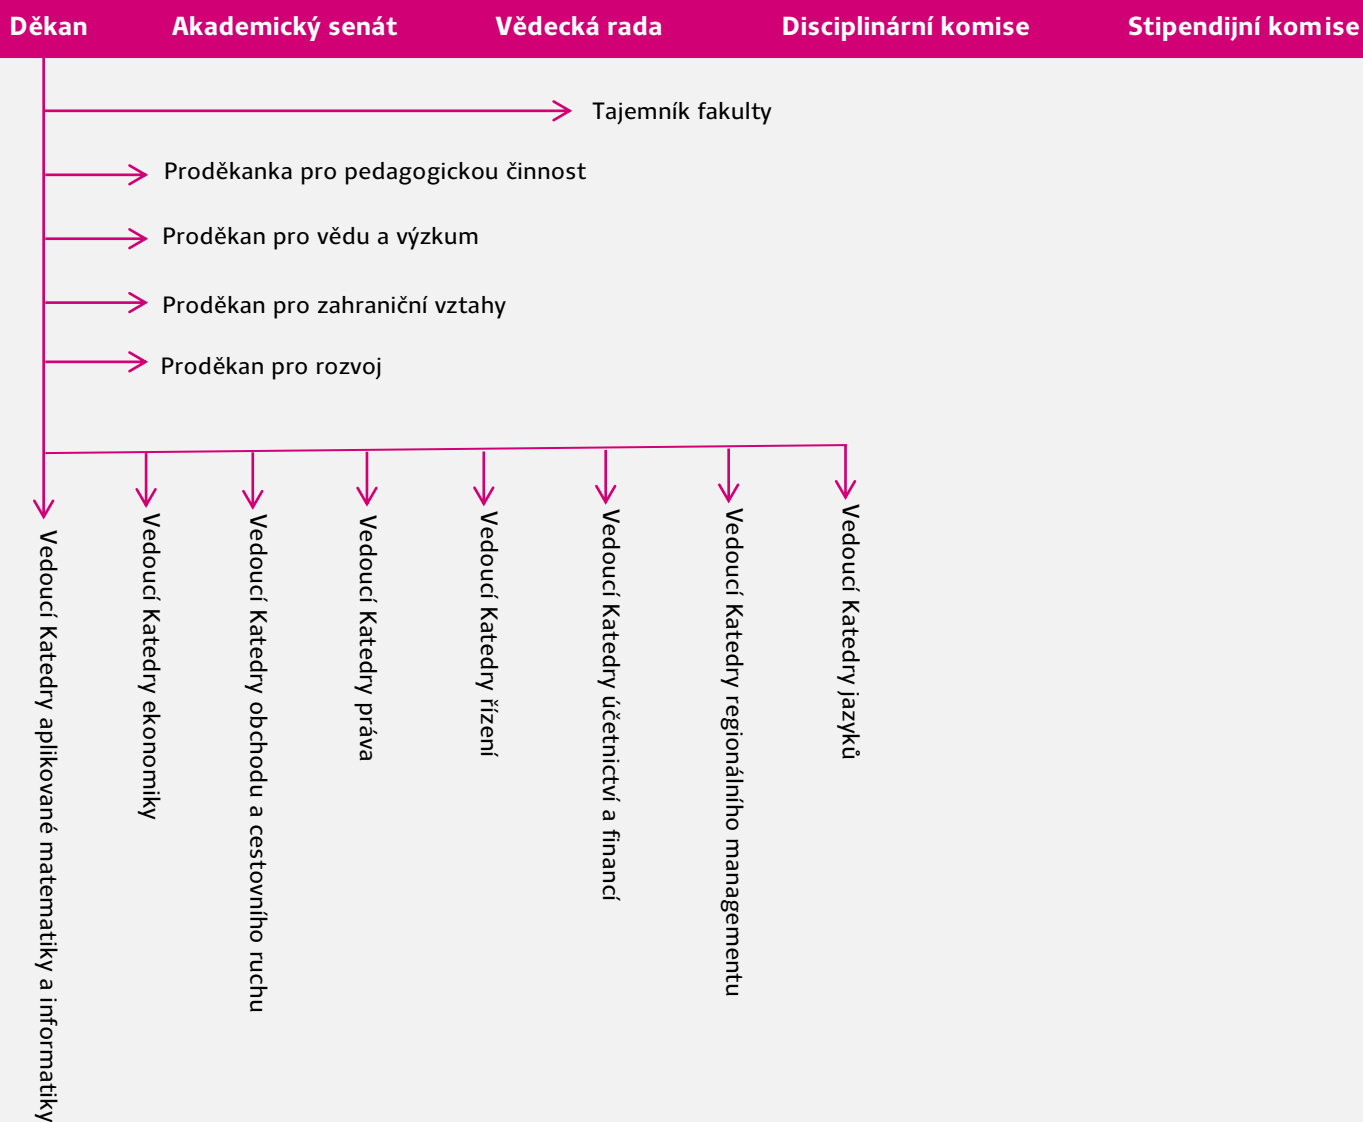 Děkan Akademický senát Vědecká rada Disciplinární komise Stipendijní komise
Tajemník fakulty
Proděkanka pro pedagogickou činnost
Proděkan pro vědu a výzkum
Proděkan pro zahraniční vztahy
Proděkan pro rozvoj
Vedoucí Katedry aplikované matematiky a informatiky
Vedoucí Katedry ekonomiky
Vedoucí Katedry obchodu a cestovního ruchu
Vedoucí Katedry práva
Vedoucí Katedry řízení
Vedoucí Katedry účetnictví a financí
Vedoucí Katedry regionálního managementu
Vedoucí Katedry jazyků